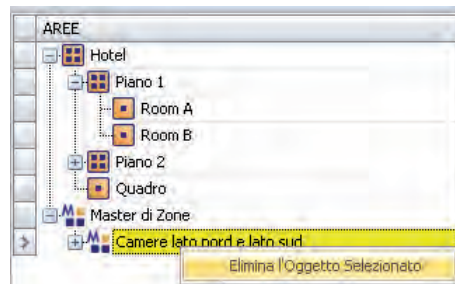 AREE
Hotel
Piano 1
Room A
Room B
Piano 2
Quadro
Master di Zone
Camere lato nord e lato sud
Elimina l'Oggetto Selezionato